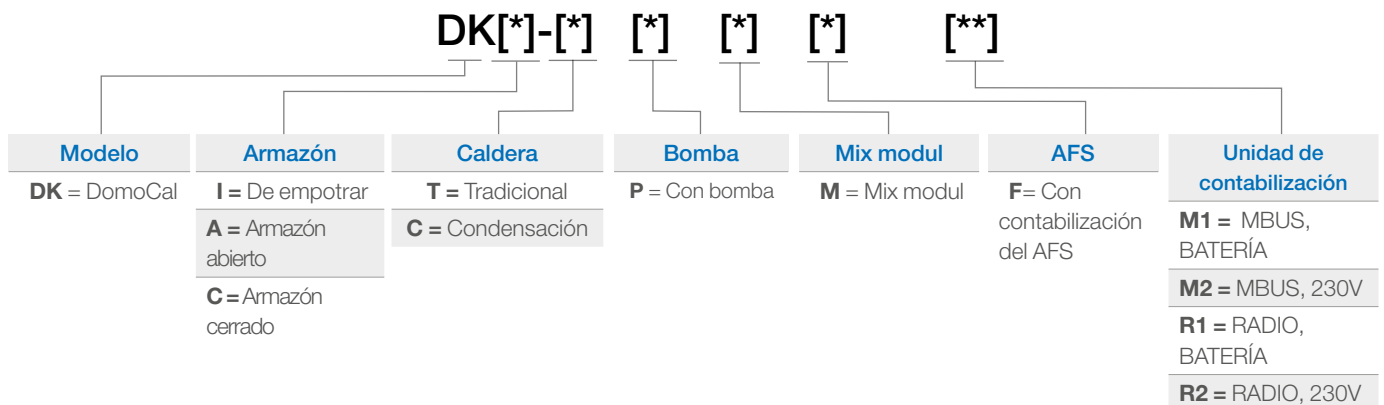 DK[*]-[*] [*] [*] [*] [**]
Modelo
DK = DomoCal
Armazón
I = De empotrar
A = Armazón
abierto
C = Armazón
cerrado
Caldera
T = Tradicional
C = Condensación
Bomba
P = Con bomba
Mix modul
M = Mix modul
AFS
F= Con
contabilización
del AFS
Unidad de
contabilización
M1 = MBUS,
BATERÍA
M2 = MBUS, 230V
R1 = RADIO,
BATERÍA
R2 = RADIO, 230V